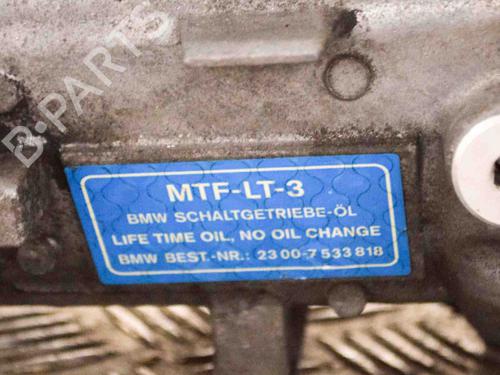 B-PARTS
MTF-LT-3
BMW SCHALTGETRIEBE-ÖL
LIFE TIME OIL, NO OIL CHANGE
BMW BEST.-NR.: 23 00-7 533 818